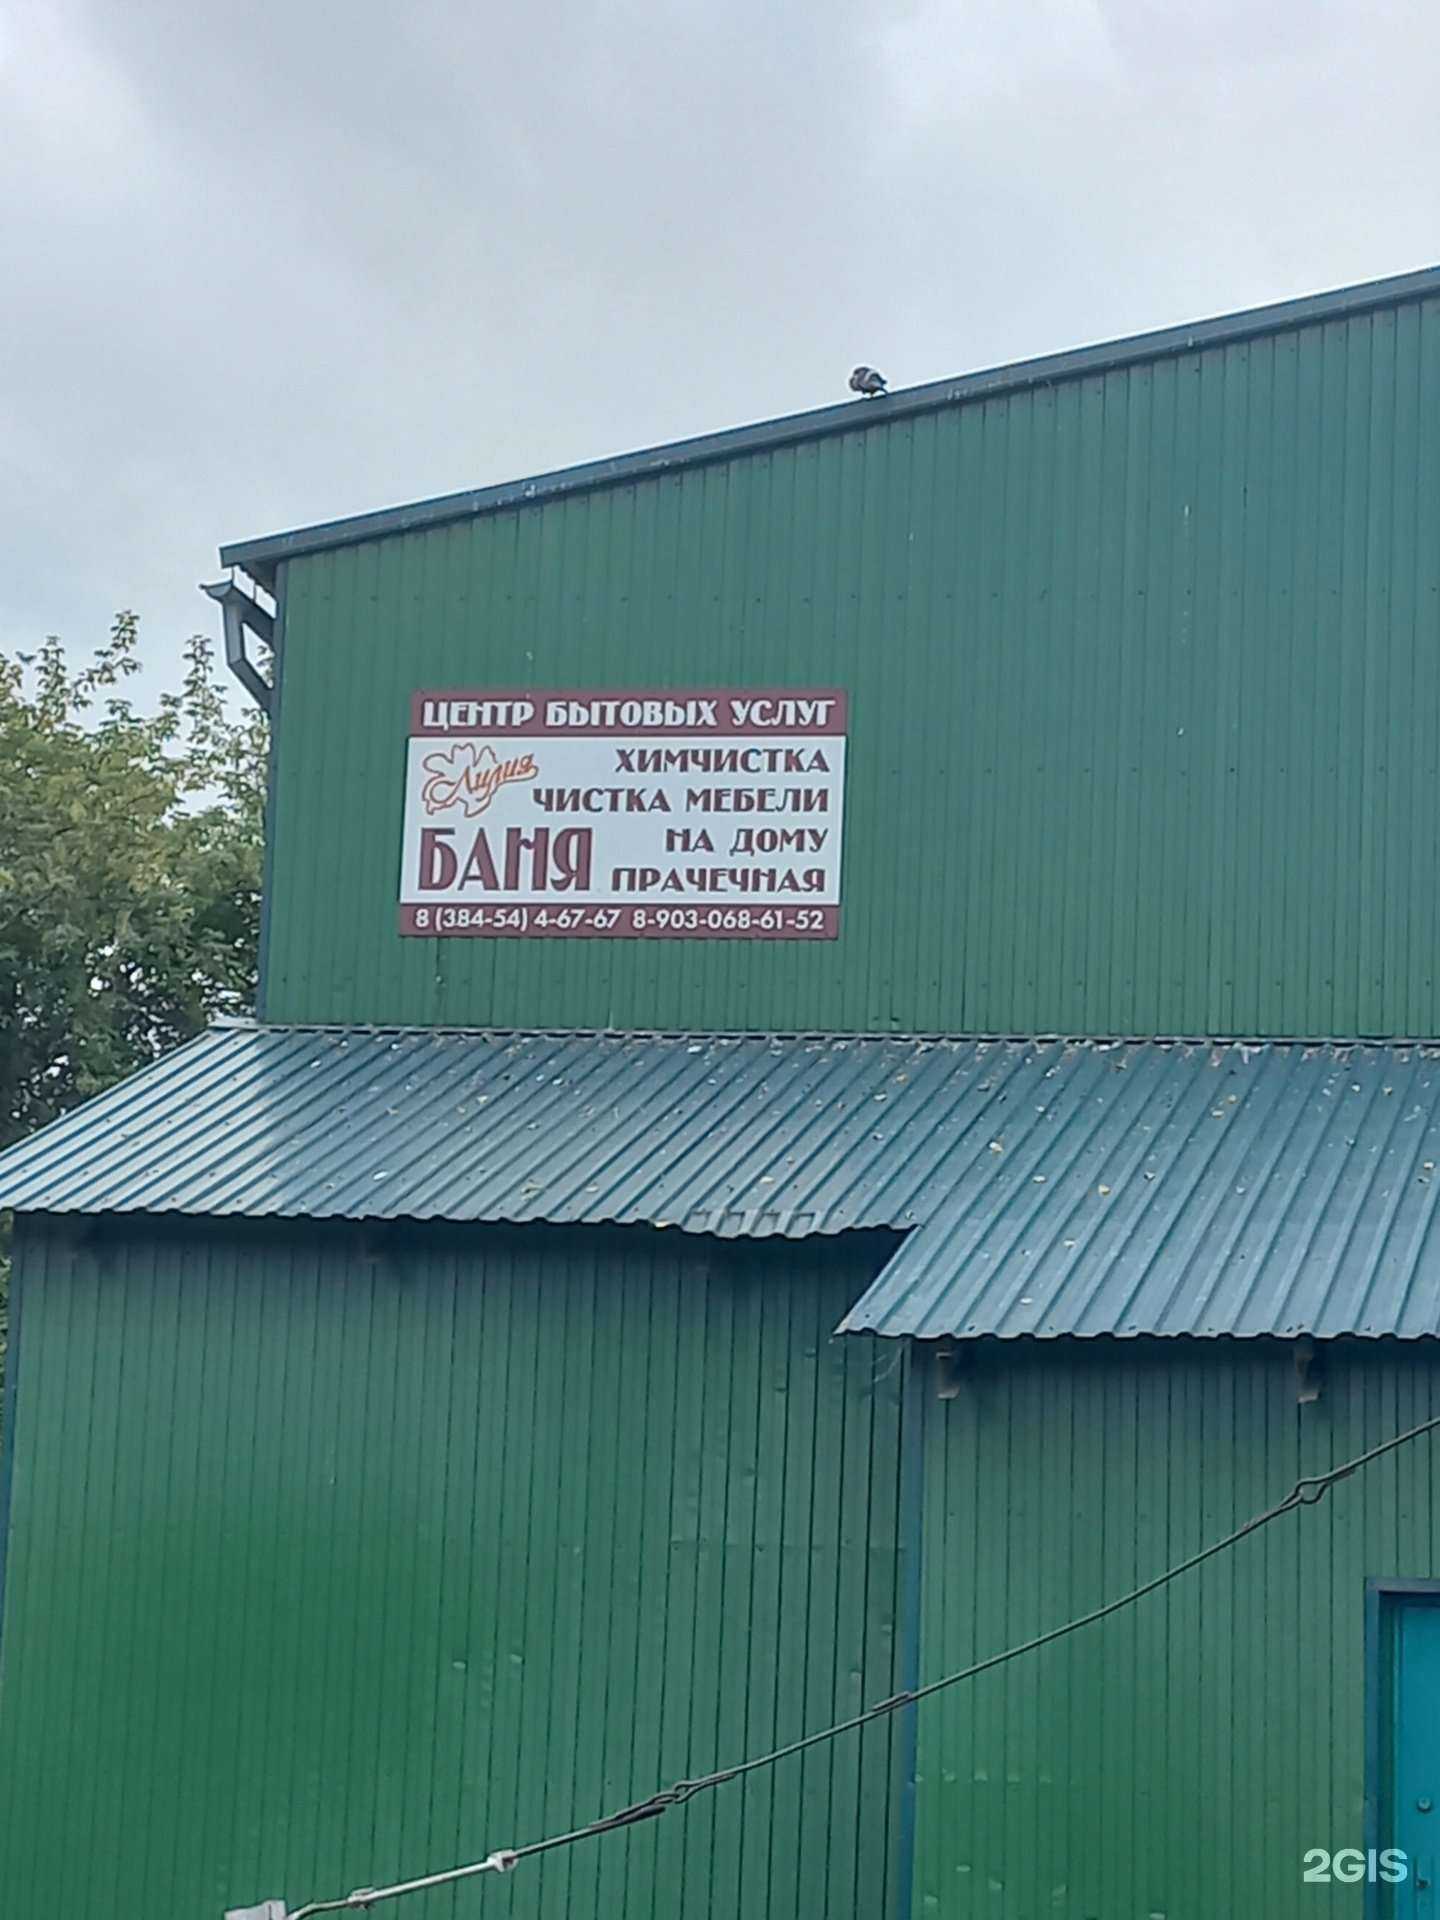 ЦЕНТР БЫТОВЫХ УСЛУГ
Лилия
ХИМЧИСТКА
ЧИСТКА МЕБЕЛИ
НА ДОМУ
БАНЯ
ПРАЧЕЧНАЯ
8 (384-54) 4-67-67 8-903-068-61-52
2GIS